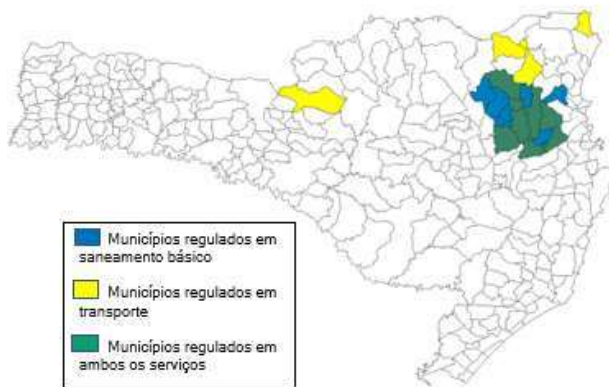 Municípios regulados em
saneamento básico
Municípios regulados em
transporte
Municípios regulados em
ambos os serviços